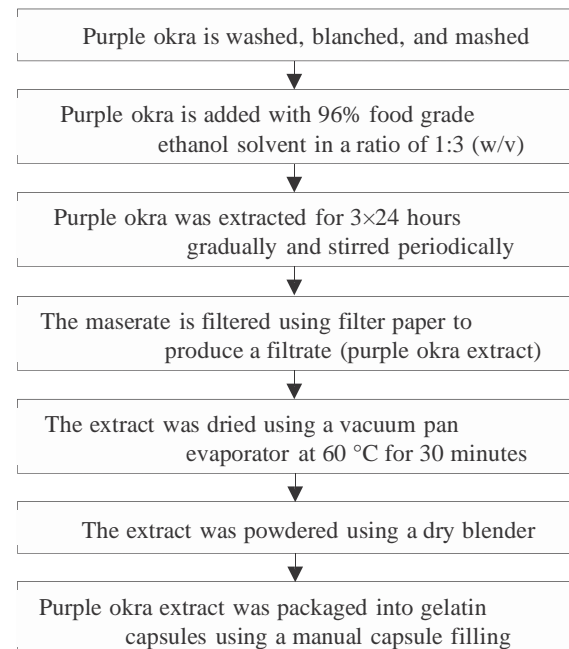 Purple okra is washed, blanched, and mashed
Purple okra is added with 96% food grade
ethanol solvent in a ratio of 1:3 (w/v)
Purple okra was extracted for 3×24 hours
gradually and stirred periodically
The maserate is filtered using filter paper to
produce a filtrate (purple okra extract)
The extract was dried using a vacuum pan
evaporator at 60 °C for 30 minutes
The extract was powdered using a dry blender
Purple okra extract was packaged into gelatin
capsules using a manual capsule filling